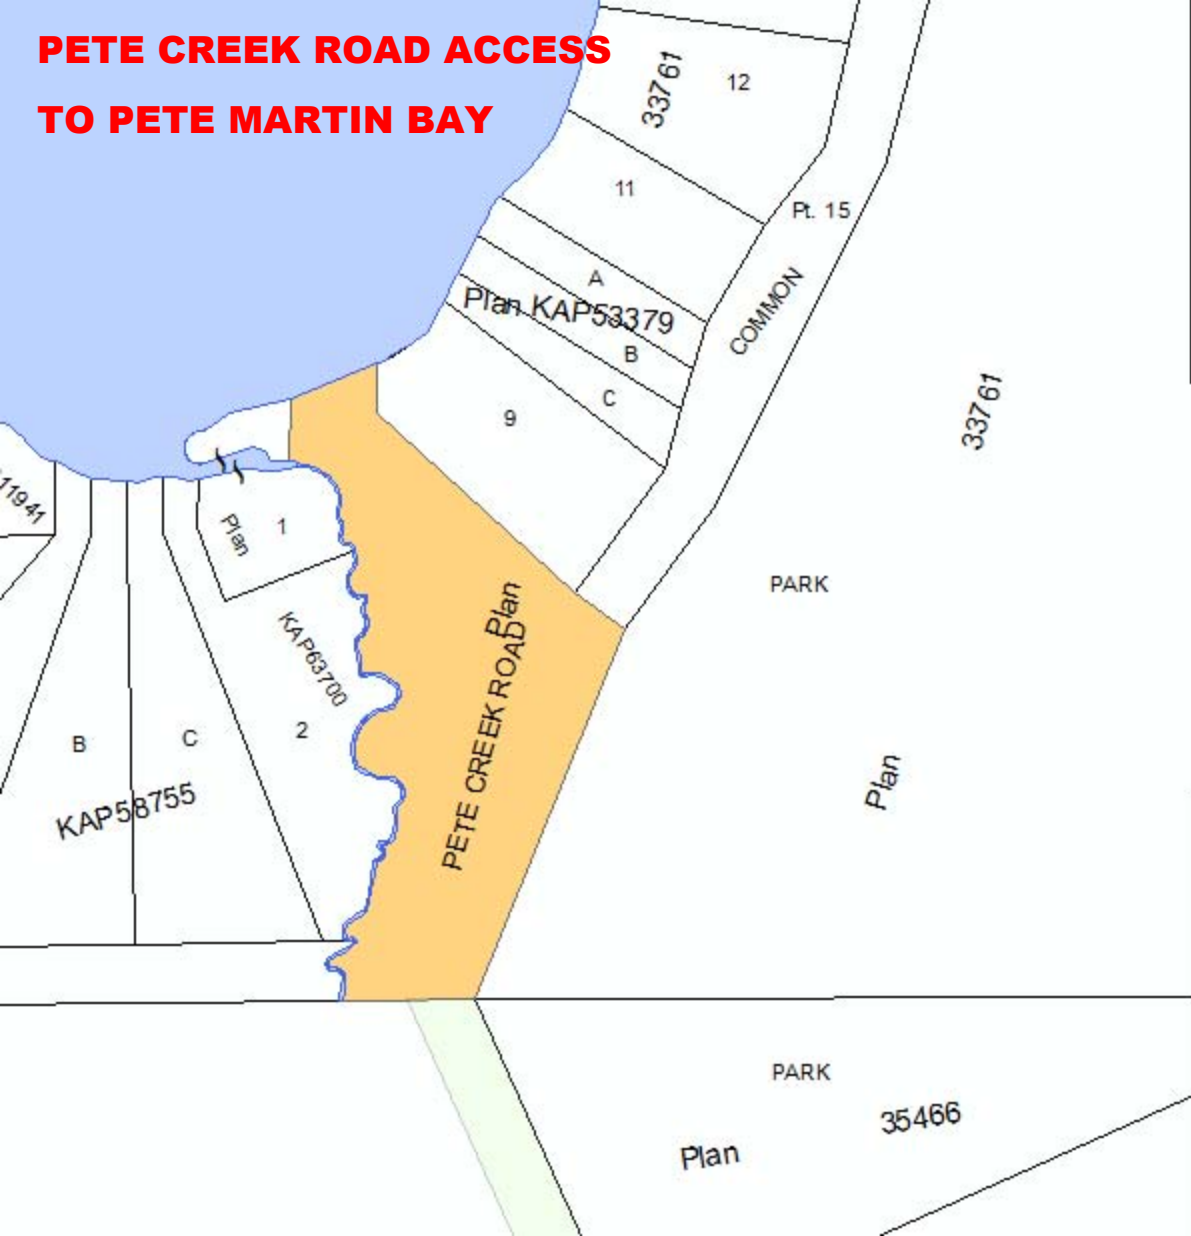 PETE CREEK ROAD ACCESS
TO PETE MARTIN BAY
33761
12
11
Pt. 15
A
Plan KAP53379
B
C
COMMON
9
33761
11941
Plan
1
PARK
Plan
PETE CREEK ROAD
KAP63700
2
B
C
KAP58755
Plan
PARK
35466
Plan